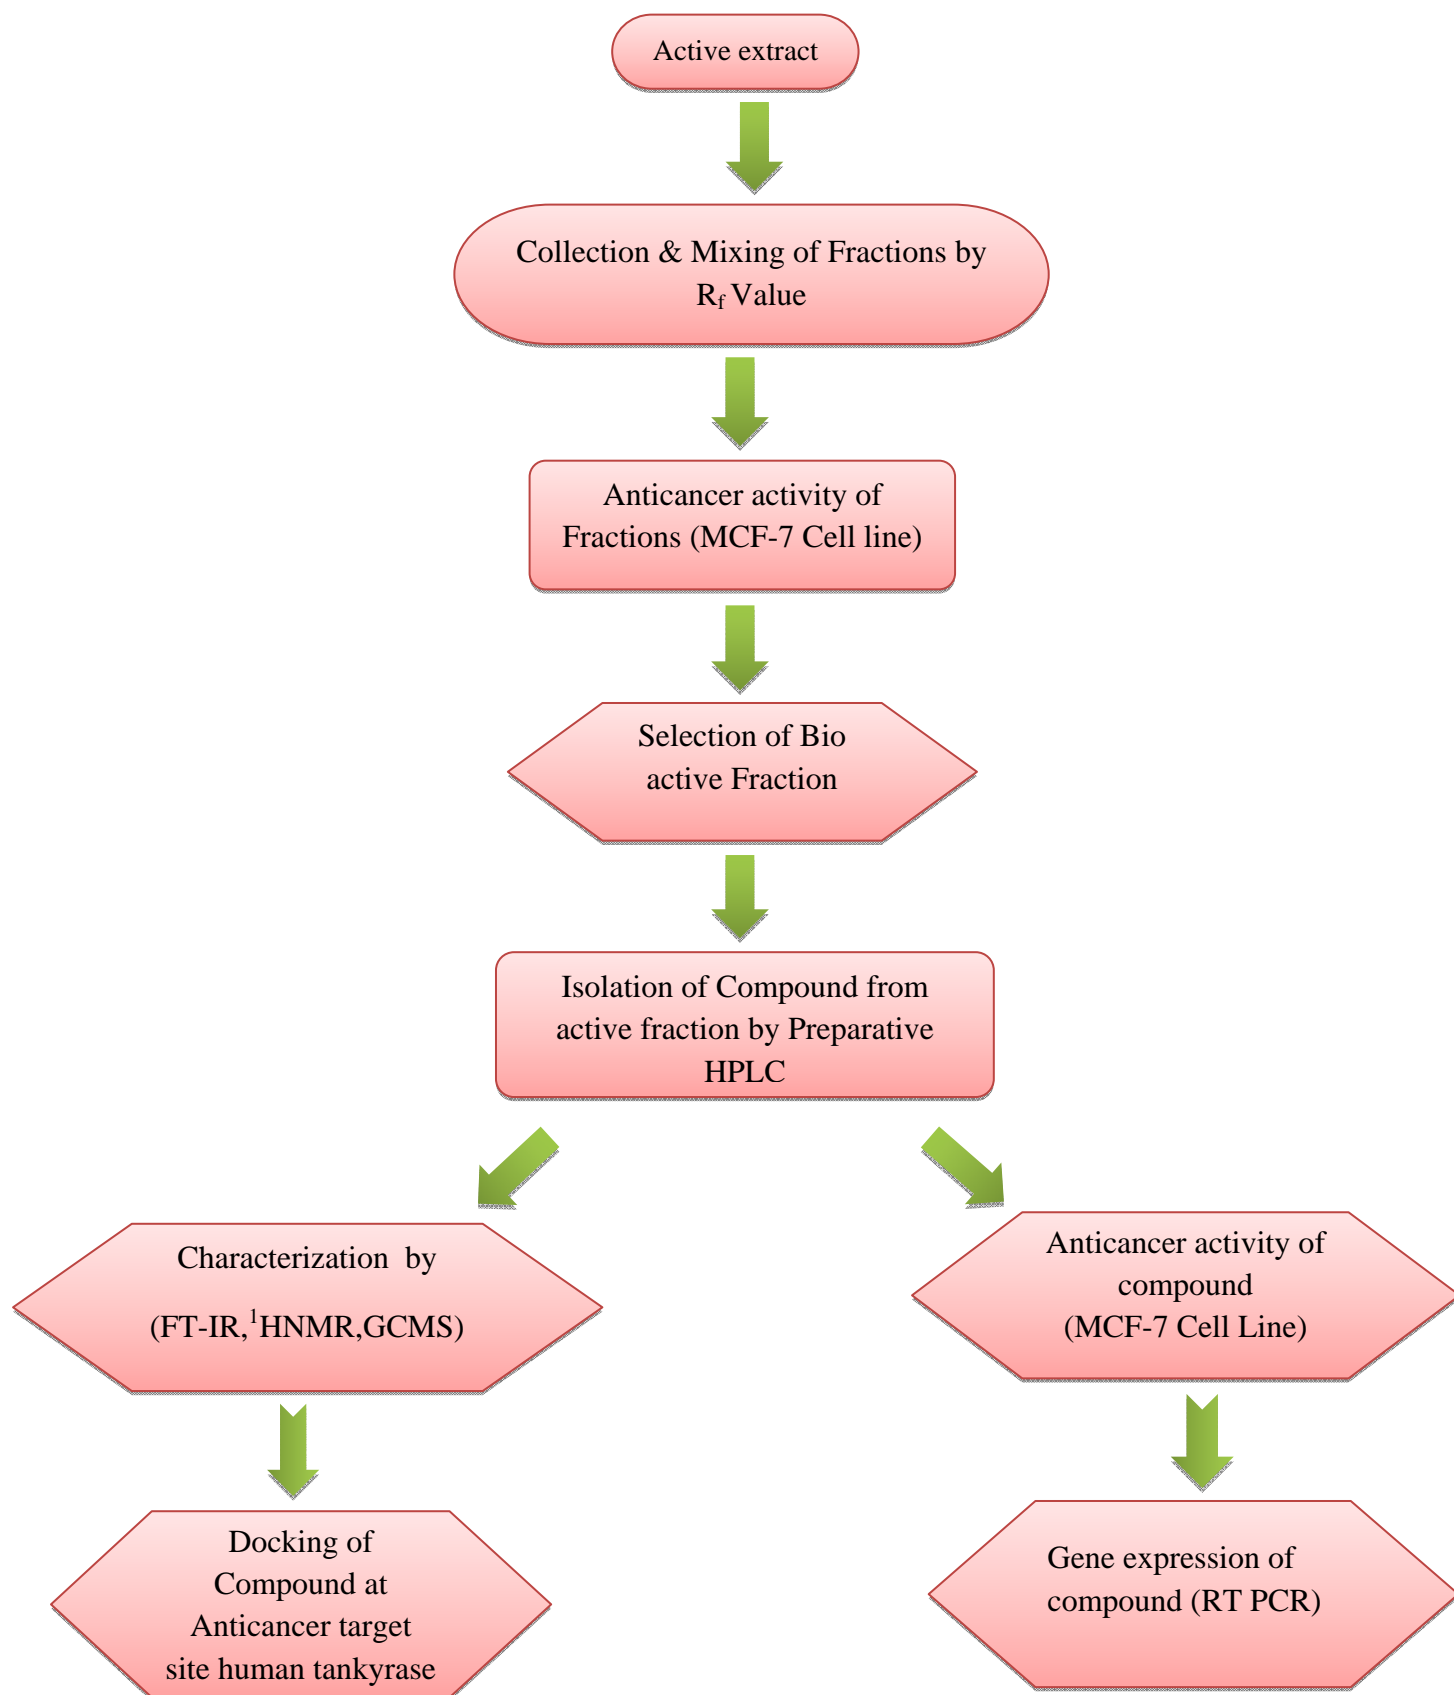 Active extract
Collection & Mixing of Fractions by
Rf Value
Anticancer activity of
Fractions (MCF-7 Cell line)
Selection of Bio
active Fraction
Isolation of Compound from
active fraction by Preparative
HPLC
Characterization by
(FT-IR,¹HNMR,GCMS)
Anticancer activity of
compound
(MCF-7 Cell Line)
Docking of
Compound at
Anticancer target
site human tankyrase
Gene expression of
compound (RT PCR)